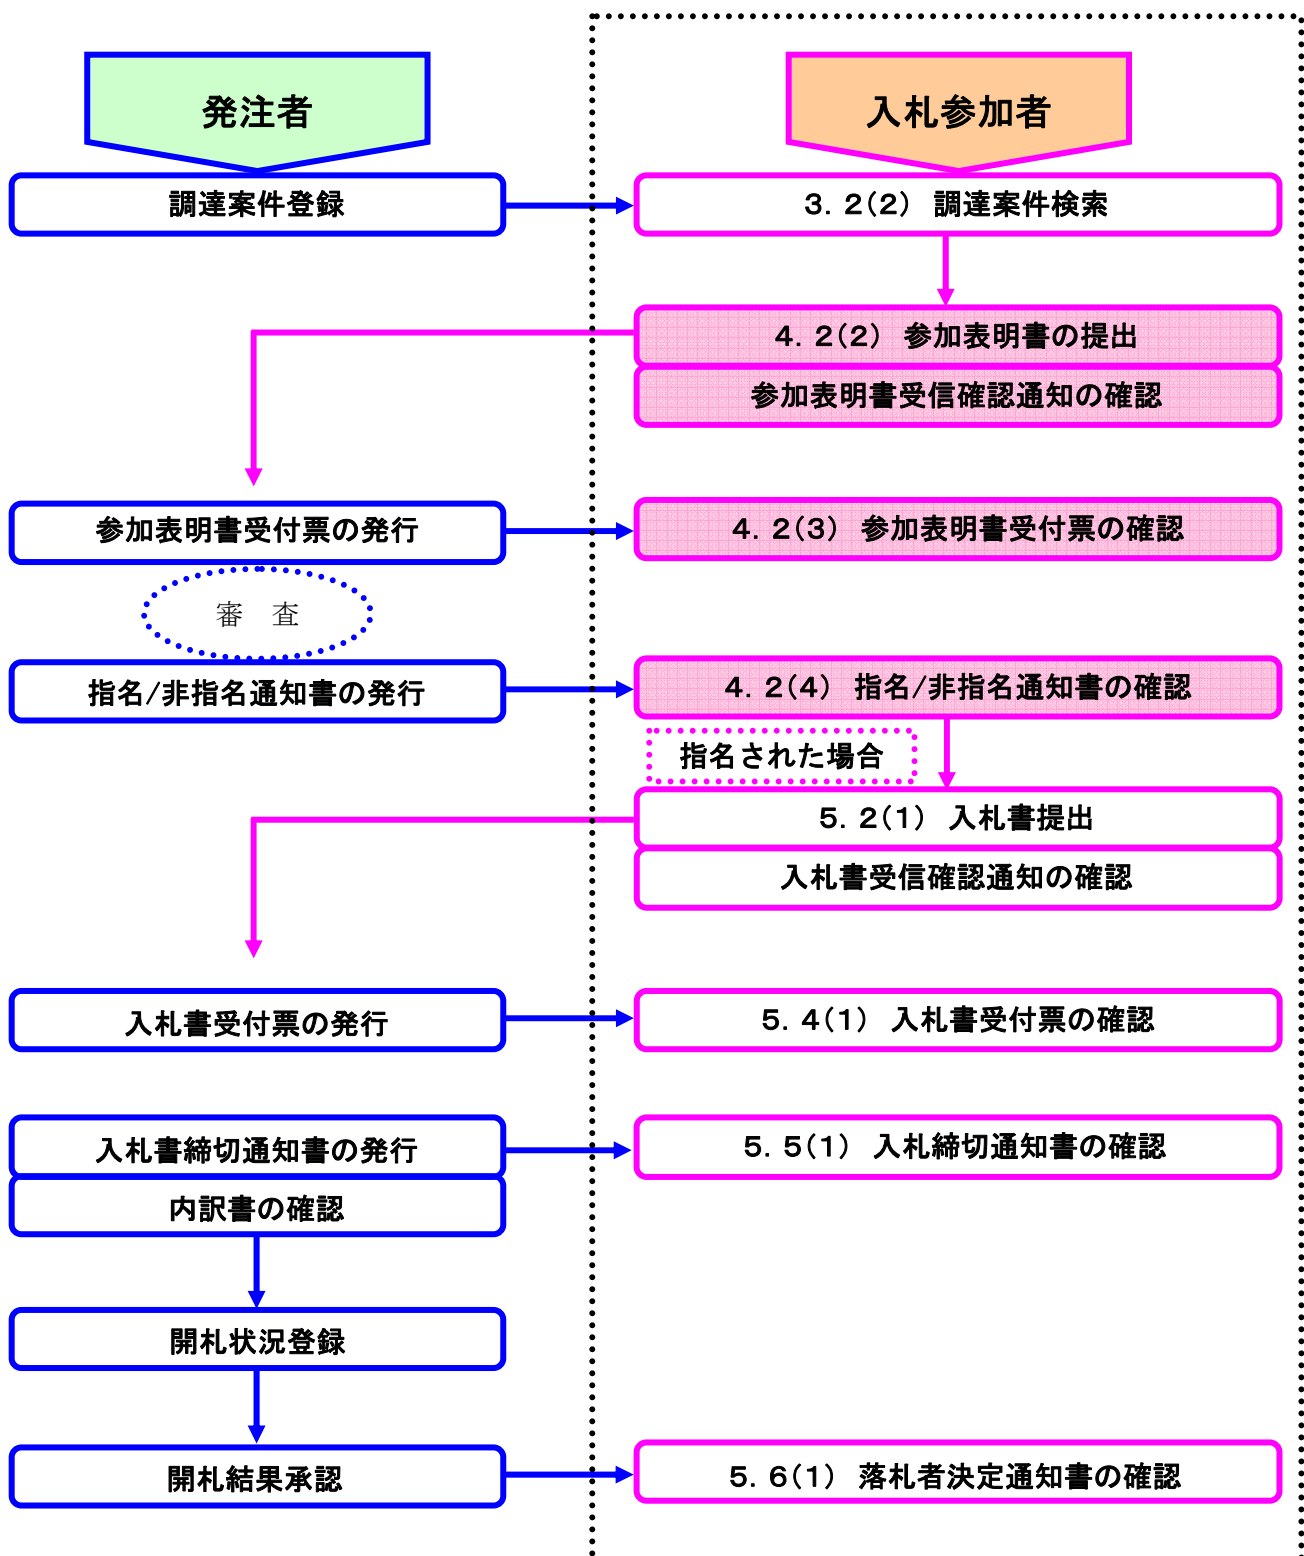 発注者
入札参加者
調達案件登録
3．2(2) 調達案件検索
4．2(2) 参加表明書の提出
参加表明書受信確認通知の確認
参加表明書受付票の発行
4．2(3) 参加表明書受付票の確認
審　査
指名/非指名通知書の発行
4．2(4) 指名/非指名通知書の確認
指名された場合
5．2(1) 入札書提出
入札書受信確認通知の確認
入札書受付票の発行
5．4(1) 入札書受付票の確認
入札書締切通知書の発行
5．5(1) 入札締切通知書の確認
内訳書の確認
開札状況登録
開札結果承認
5．6(1) 落札者決定通知書の確認